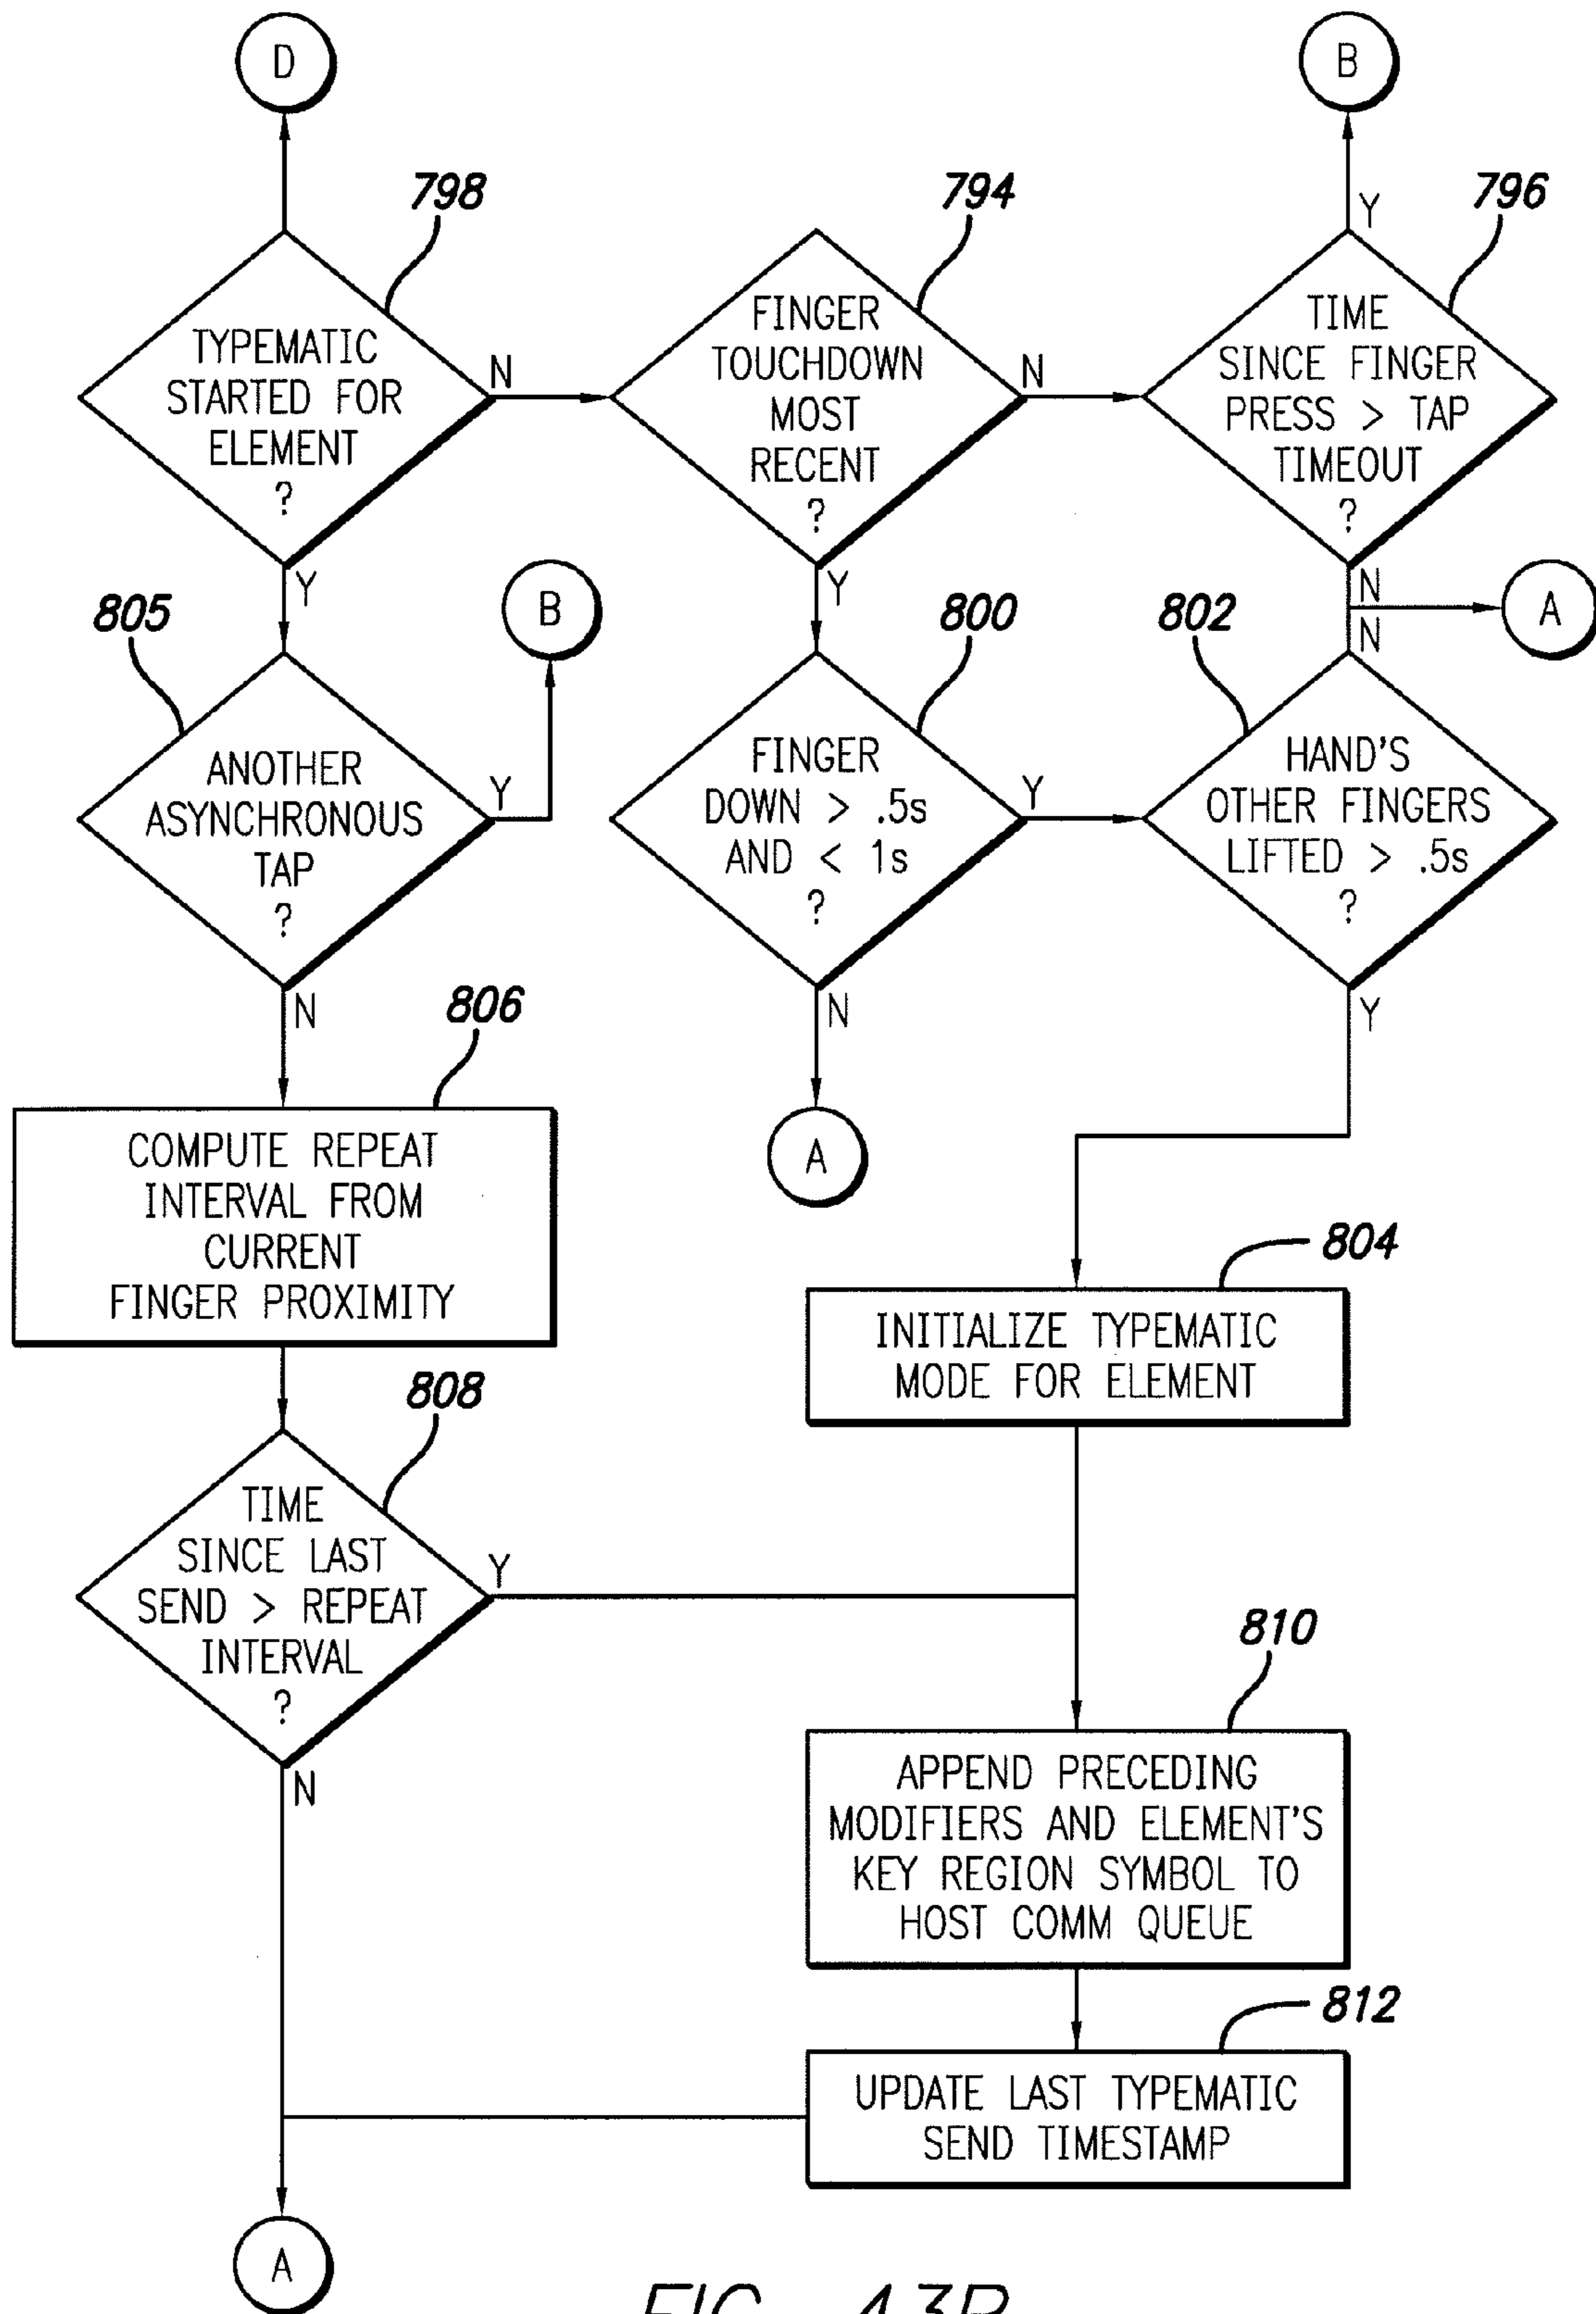 D
B
798
794
796
Y
TYPEMATIC
STARTED FOR
ELEMENT
?
N
FINGER
TOUCHDOWN
MOST
RECENT
?
N
TIME
SINCE FINGER
PRESS > TAP
TIMEOUT
?
Y
Y
N
805
B
800
802
N
A
ANOTHER
ASYNCHRONOUS
TAP
?
Y
FINGER
DOWN > .5s
AND < 1s
?
Y
HAND'S
OTHER FINGERS
LIFTED > .5s
?
N
806
N
Y
COMPUTE REPEAT
INTERVAL FROM
CURRENT
FINGER PROXIMITY
A
804
INITIALIZE TYPEMATIC
MODE FOR ELEMENT
808
TIME
SINCE LAST
SEND > REPEAT
INTERVAL
?
Y
810
N
APPEND PRECEDING
MODIFIERS AND ELEMENT'S
KEY REGION SYMBOL TO
HOST COMM QUEUE
812
UPDATE LAST TYPEMATIC
SEND TIMESTAMP
A
FIG. 43B